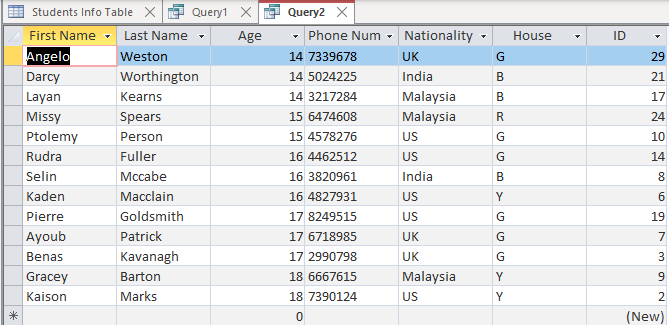 Students Info Table Query1 Query2
First Name Last Name Age Phone Num Nationality House ID
Angelo Weston 14 7339678 UK G 29
Darcy Worthington 14 5024225 India B 21
Layan Kearns 14 3217284 Malaysia B 17
Missy Spears 15 6474608 Malaysia R 24
Ptolemy Person 15 4578276 US G 10
Rudra Fuller 16 4462512 US G 14
Selin Mccabe 16 3820961 India B 8
Kaden Macclain 16 4827931 US Y 6
Pierre Goldsmith 17 8249515 US G 19
Ayoub Patrick 17 6718985 UK G 7
Benas Kavanagh 17 2990798 UK G 3
Gracey Barton 18 6667615 Malaysia Y 9
Kaison Marks 18 7390124 US Y 2
0 (New)